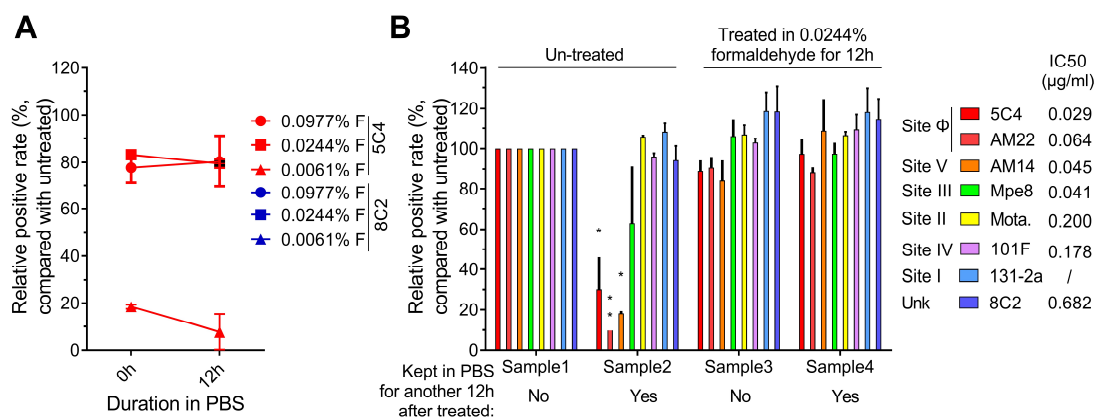 A
Relative positive rate (%,
compared with untreated)
120
100
80
60
40
20
0
0h
12h
Duration in PBS
0.0977% F
0.0244% F
0.0061% F
5C4
0.0977% F
0.0244% F
0.0061% F
8C2
B
Un-treated
Treated in 0.0244%
formaldehyde for 12h
Relative positive rate (%,
compared with untreated)
140
120
100
80
60
40
20
0
*
*
*
*
Sample1
Sample2
Sample3
Sample4
Kept in PBS
for another 12h
after treated:
No
Yes
No
Yes
IC50
(µg/ml)
Site Φ
5C4
0.029
AM22
0.064
Site V
AM14
0.045
Site III
Mpe8
0.041
Site II
Mota.
0.200
Site IV
101F
0.178
Site I
131-2a
/
Unk
8C2
0.682